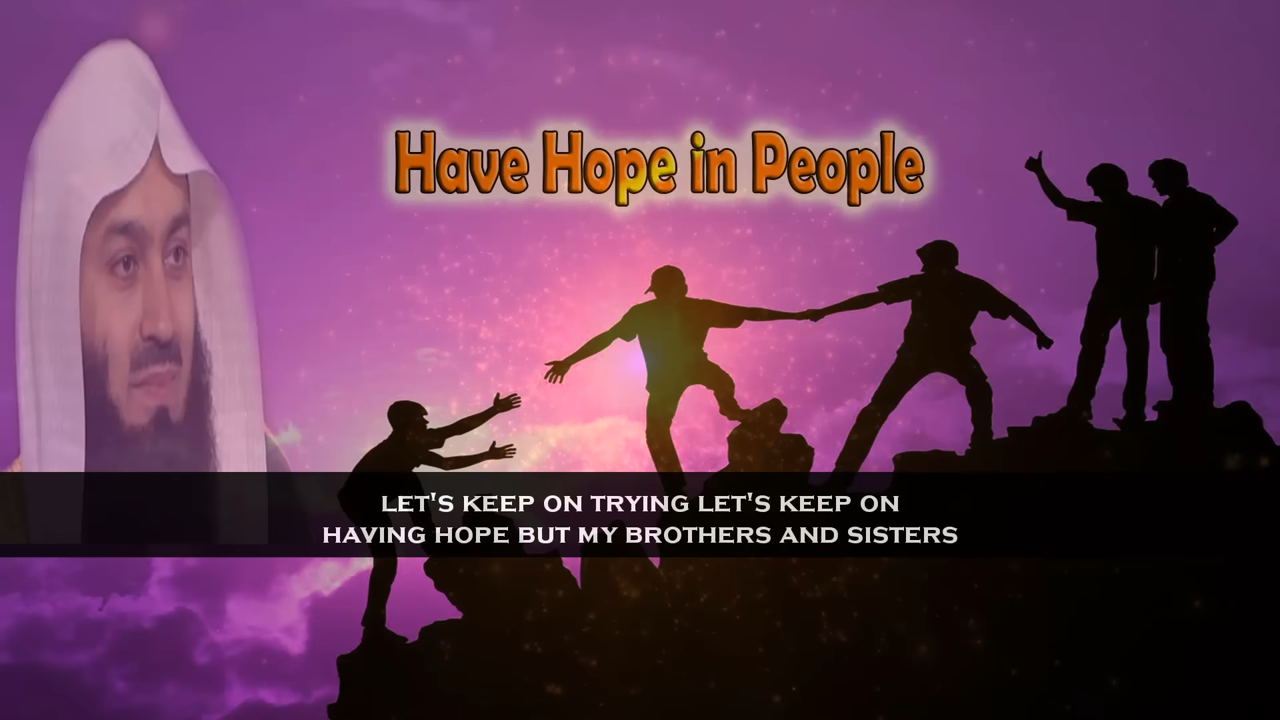 Have Hope in People
LET'S KEEP ON TRYING LET'S KEEP ON
HAVING HOPE BUT MY BROTHERS AND SISTERS